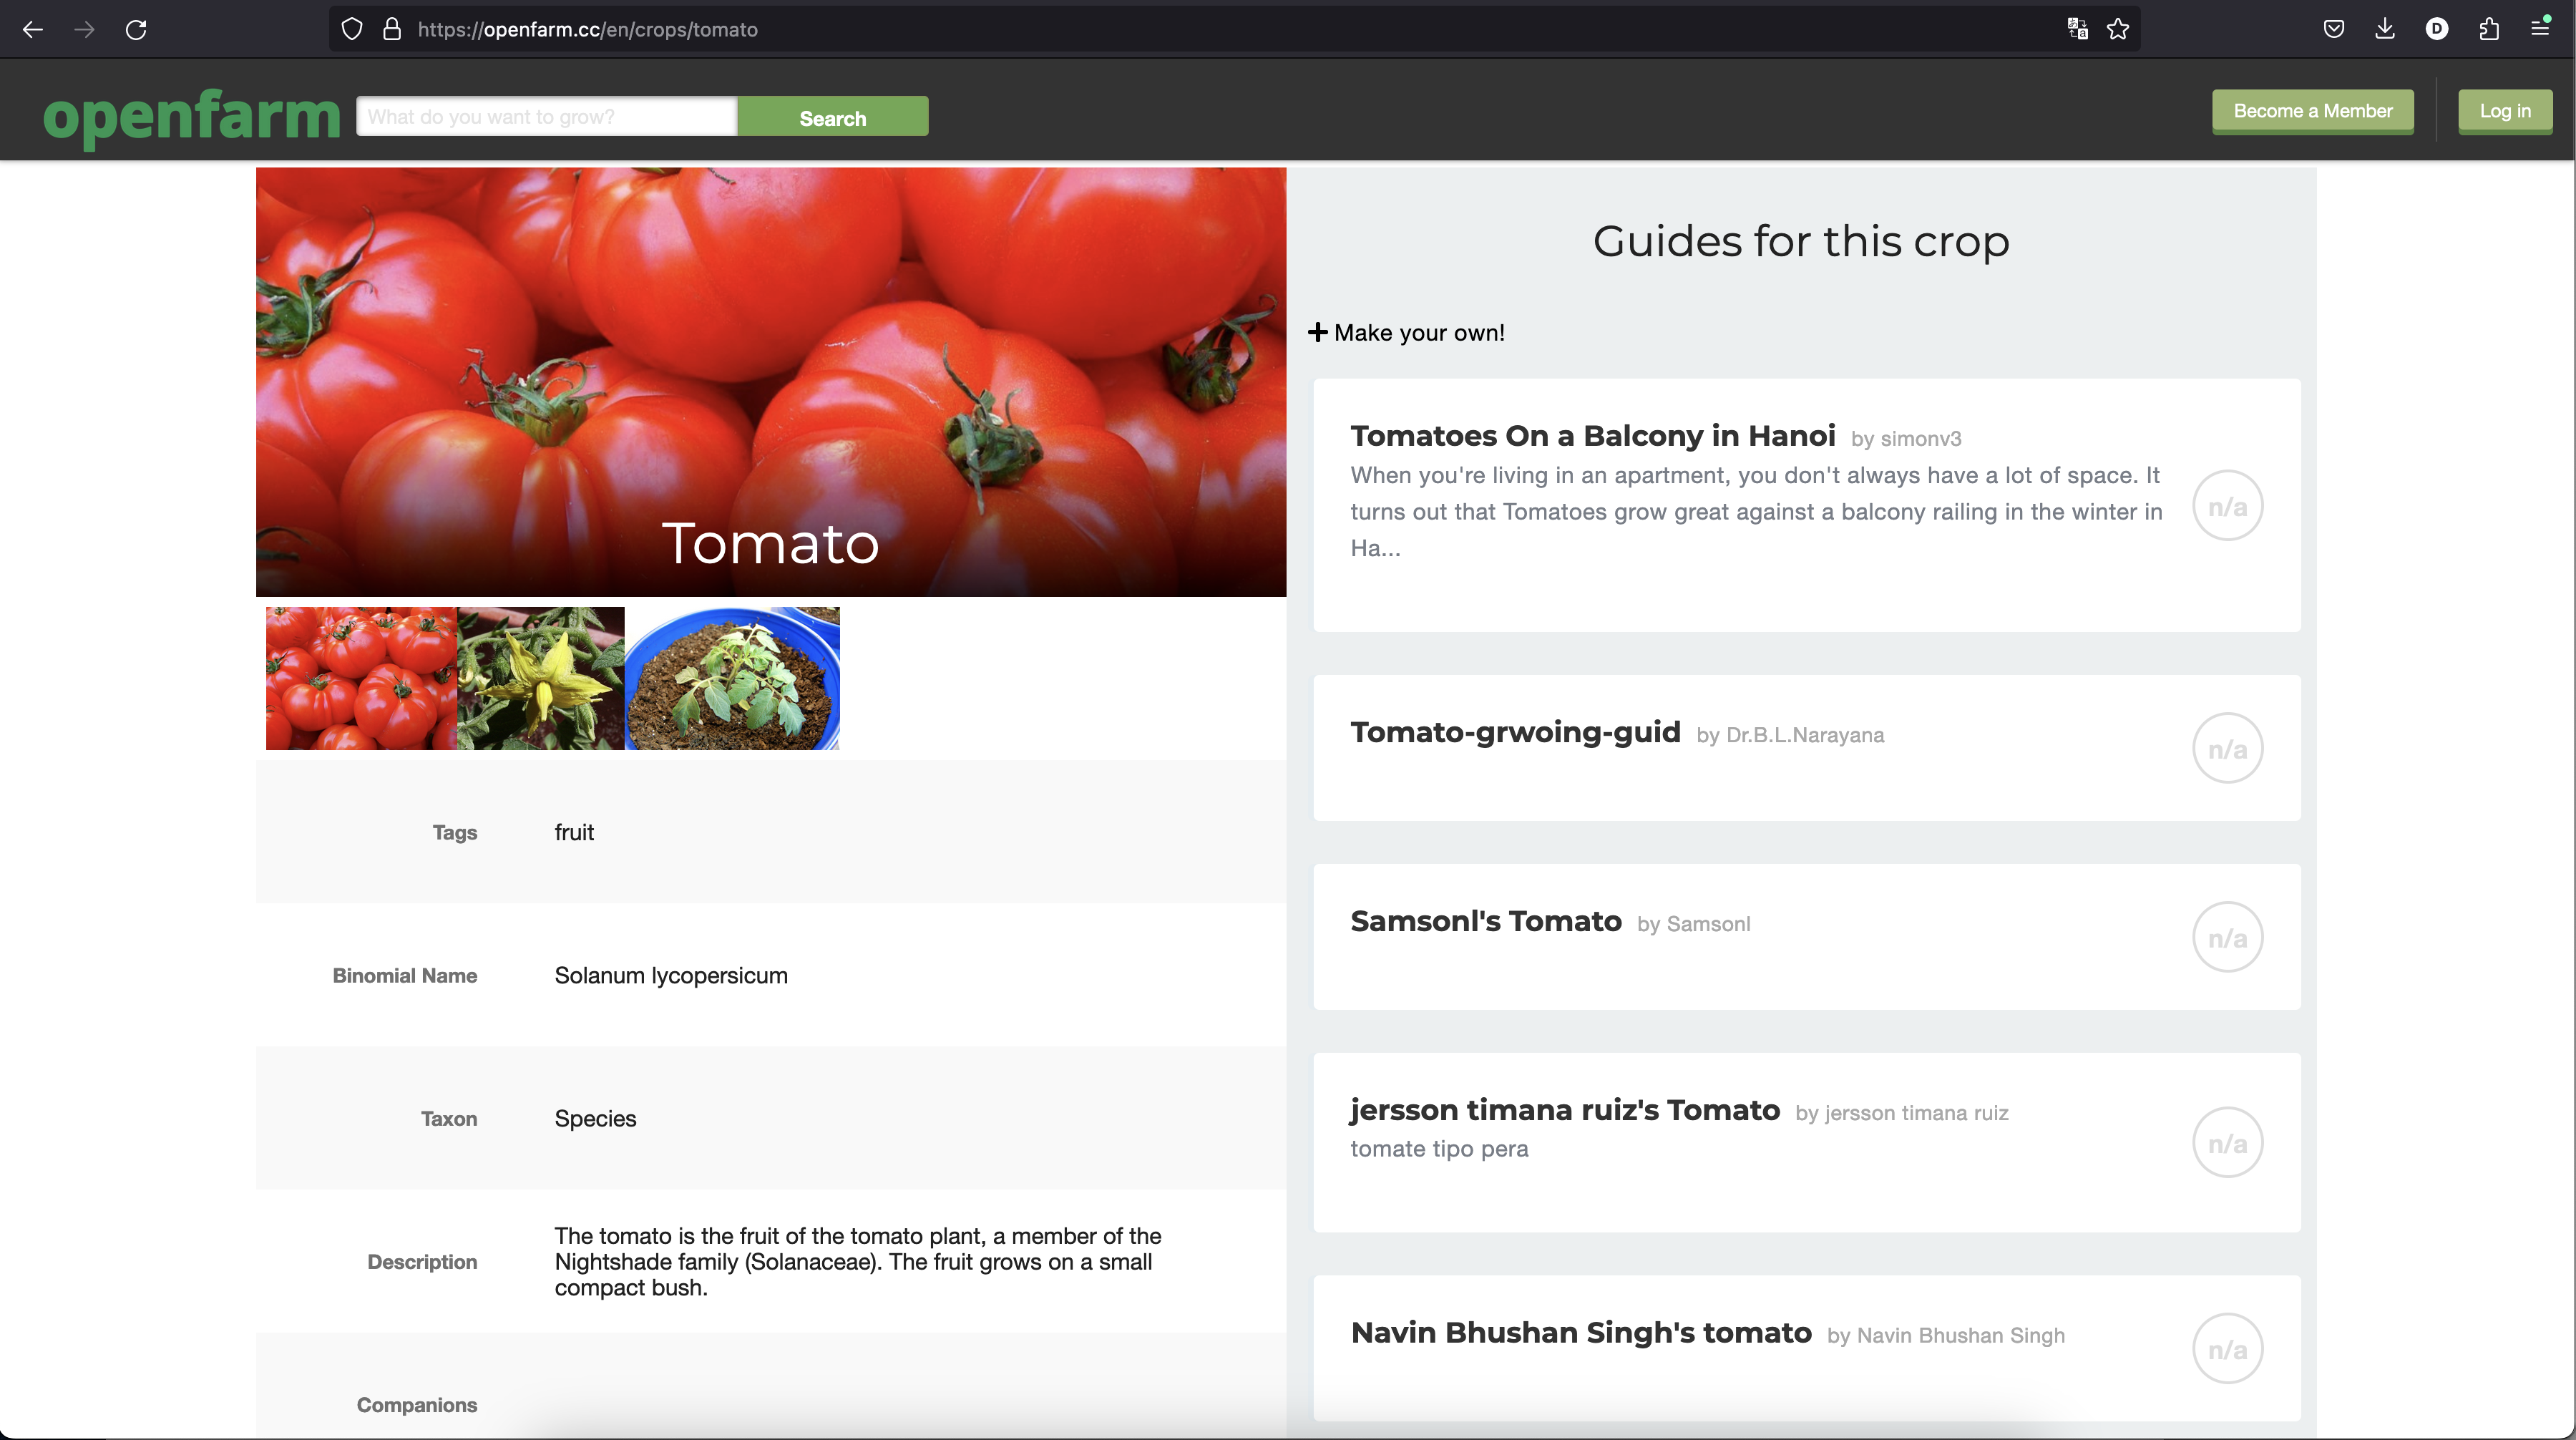 https://openfarm.cc/en/crops/tomato
D
openfarm
What do you want to grow?
Search
Become a Member
Log in
Tomato
Tags
fruit
Binomial Name
Solanum lycopersicum
Taxon
Species
Description
The tomato is the fruit of the tomato plant, a member of the
Nightshade family (Solanaceae). The fruit grows on a small
compact bush.
Companions
Guides for this crop
Make your own!
Tomatoes On a Balcony in Hanoi by simonv3
When you're living in an apartment, you don't always have a lot of space. It
turns out that Tomatoes grow great against a balcony railing in the winter in
Ha...
n/a
Tomato-grwoing-guid by Dr.B.L.Narayana
n/a
Samsonl's Tomato by Samsonl
n/a
jersson timana ruiz's Tomato by jersson timana ruiz
tomate tipo pera
n/a
Navin Bhushan Singh's tomato by Navin Bhushan Singh
n/a